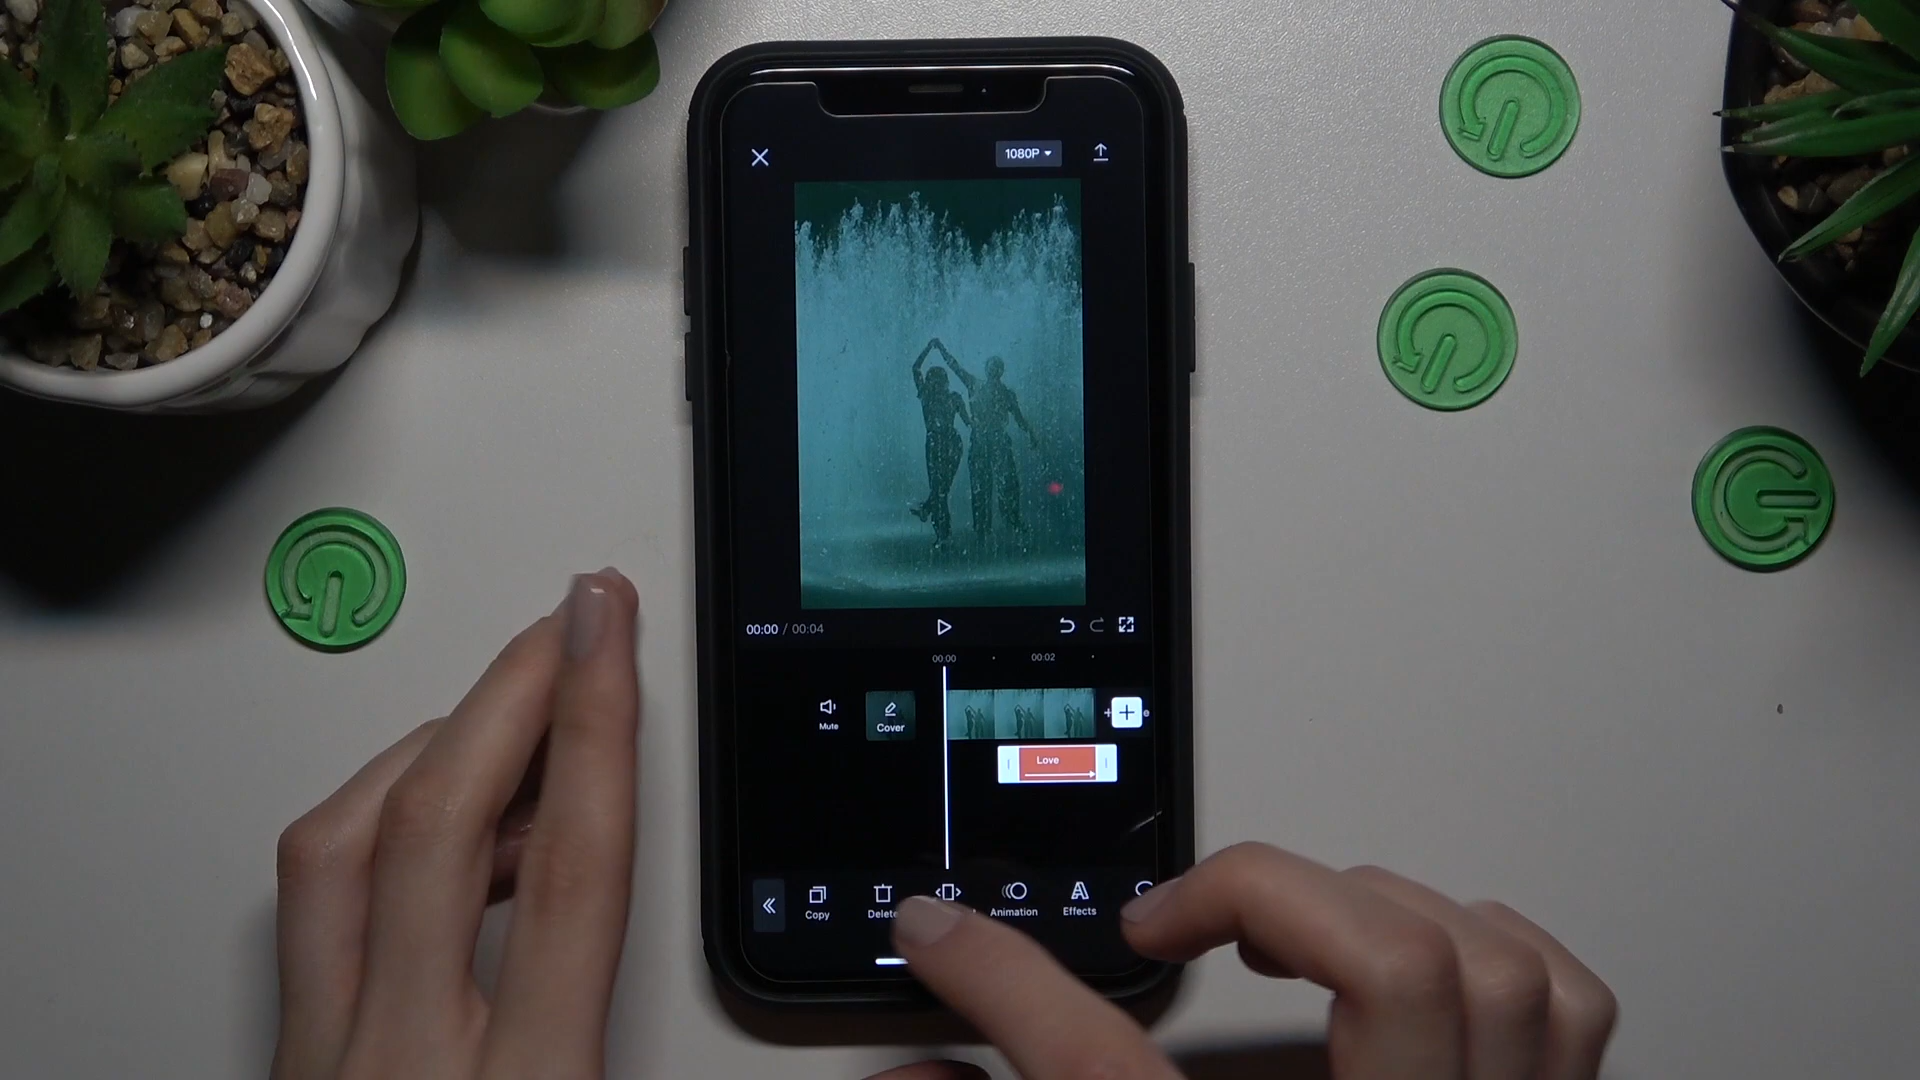 1080P
00:00 / 00:04
00:00
00:02
Mute
Cover
Love
Copy
Delete
Animation
Effects